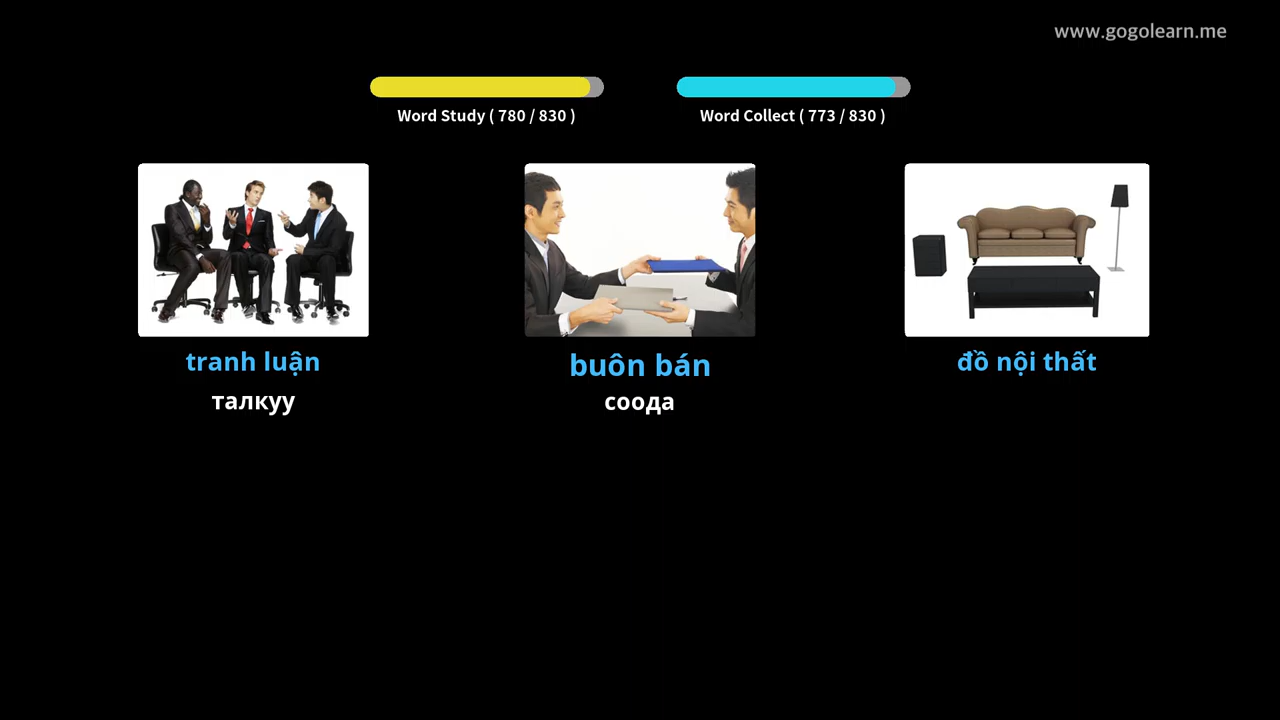 www.gogolearn.me
Word Study ( 780 / 830 )
Word Collect ( 773 / 830 )
tranh luận
buôn bán
đồ nội thất
талкуу
соода